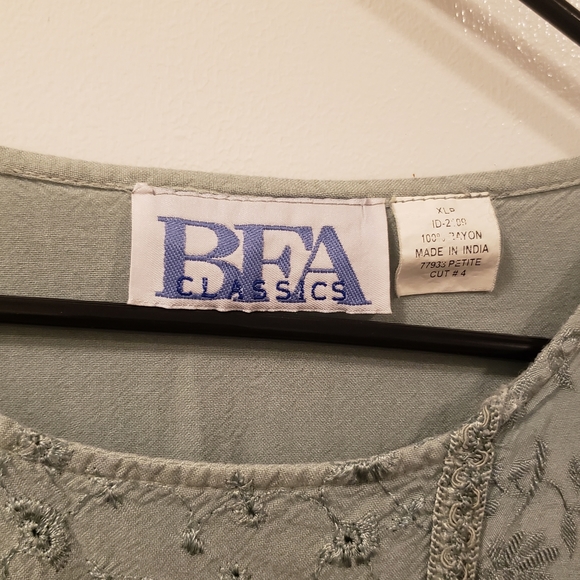 BFA
CLASSICS
XLP
100% RAYON
MADE IN INDIA
PETITE
CUT # 4